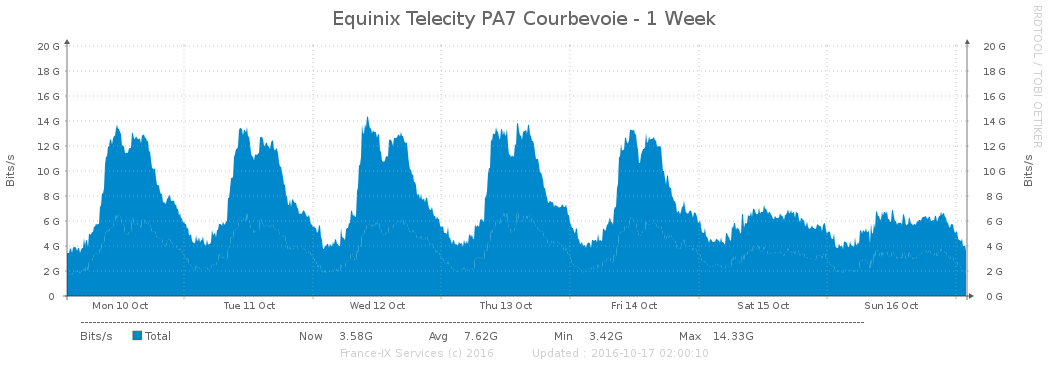 Equinix Telecity PA7 Courbevoie - 1 Week
RRDTOOL / TOBI OETIKER
Bits/s
20 G
18 G
16 G
14 G
12 G
10 G
8 G
6 G
4 G
2 G
0
20 G
18 G
16 G
14 G
12 G
10 G
8 G
6 G
4 G
2 G
0 G
Bits/s
Mon 10 Oct Tue 11 Oct Wed 12 Oct Thu 13 Oct Fri 14 Oct Sat 15 Oct Sun 16 Oct
Bits/s Total Now 3.58G Avg 7.62G Min 3.42G Max 14.33G
France-IX Services (c) 2016 Updated : 2016-10-17 02:00:10